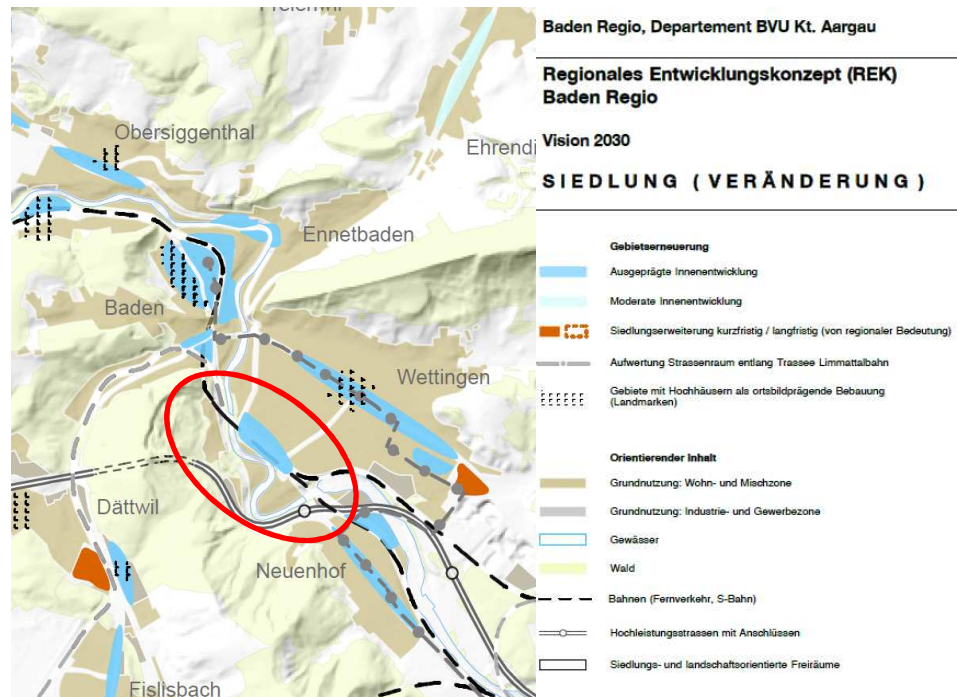 Freienwil
Obersiggenthal
Ehrendi
Ennetbaden
Baden
Wettingen
Dättwil
Neuenhof
Fislisbach
Baden Regio, Departement BVU Kt. Aargau
Regionales Entwicklungskonzept (REK)
Baden Regio
Vision 2030
SIEDLUNG (VERÄNDERUNG)
Gebietserneuerung
Ausgeprägte Innenentwicklung
Moderate Innenentwicklung
Siedlungserweiterung kurzfristig / langfristig (von regionaler Bedeutung)
Aufwertung Strassenraum entlang Trassee Limmattalbahn
Gebiete mit Hochhäusern als ortsbildprägende Bebauung
(Landmarken)
Orientierender Inhalt
Grundnutzung: Wohn- und Mischzone
Grundnutzung: Industrie- und Gewerbezone
Gewässer
Wald
Bahnen (Fernverkehr, S-Bahn)
Hochleistungsstrassen mit Anschlüssen
Siedlungs- und landschaftsorientierte Freiräume